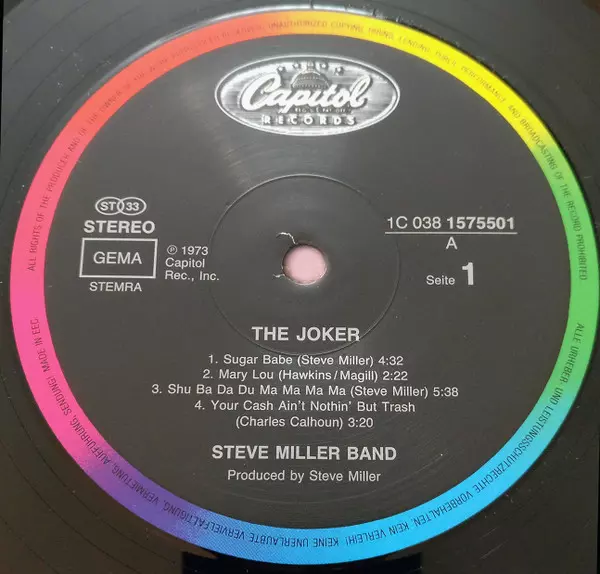 ALL RIGHTS OF THE PRODUCER AND OF THE OWNER OF THE WORK REPRODUCED RESERVED. UNAUTHORIZED COPYING, HIRING, LENDING, PUBLIC PERFORMANCE AND BROADCASTING OF THE RECORD PROHIBITED.
Capitol
RECORDS
ST 33
STEREO
GEMA
STEMRA
℗ 1973
Capitol
Rec., Inc.
1C 038 1575501
A
Seite 1
THE JOKER
1. Sugar Babe (Steve Miller) 4:32
2. Mary Lou (Hawkins/Magill) 2:22
3. Shu Ba Da Du Ma Ma Ma Ma (Steve Miller) 5:38
4. Your Cash Ain't Nothin' But Trash
(Charles Calhoun) 3:20
STEVE MILLER BAND
Produced by Steve Miller
ALLE URHEBER- UND LEISTUNGSSCHUTZRECHTE VORBEHALTEN. KEIN VERLEIH! KEINE UNERLAUBTE VERVIELFÄLTIGUNG, VERMIETUNG, AUFFÜHRUNG, SENDUNG! MADE IN EEC